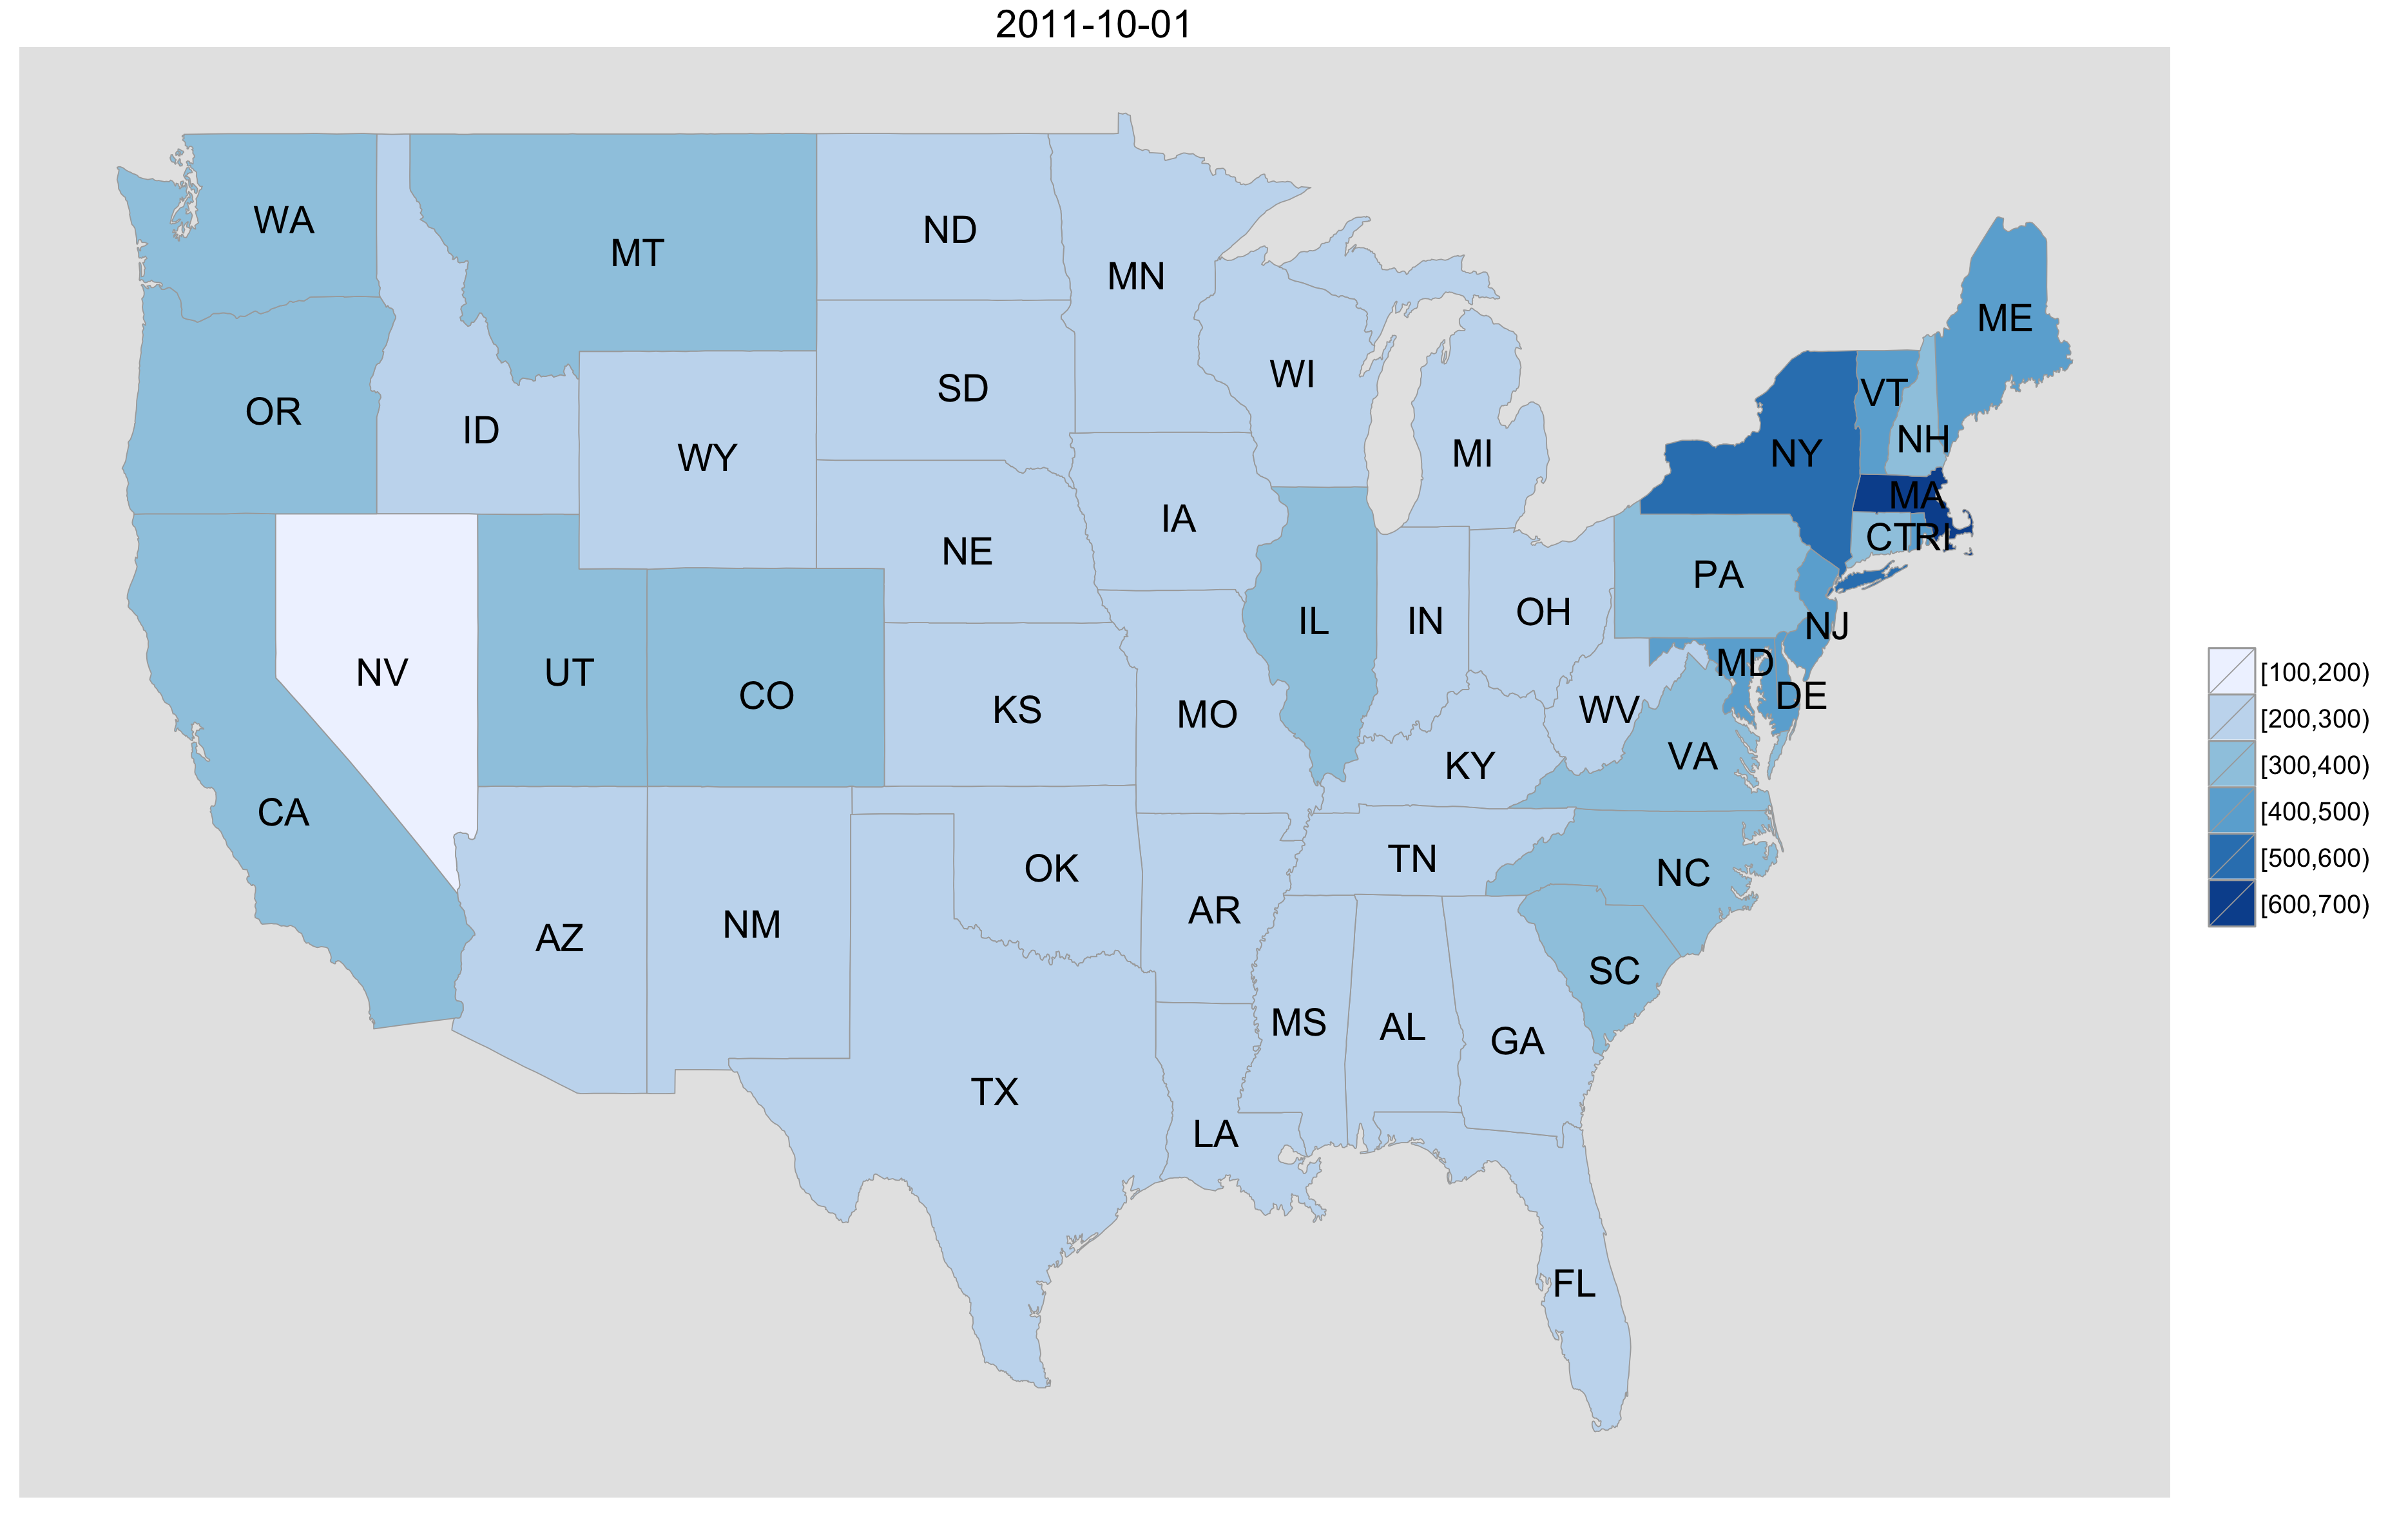 2011-10-01
WA
MT
ND
MN
ME
OR
ID
WY
SD
WI
MI
NY
VT
NH
MA
CT
RI
NE
IA
PA
NJ
IL
IN
OH
MD
DE
NV
UT
CO
KS
MO
WV
KY
VA
CA
AZ
NM
OK
AR
TN
NC
SC
TX
LA
MS
AL
GA
FL
[100,200)
[200,300)
[300,400)
[400,500)
[500,600)
[600,700)